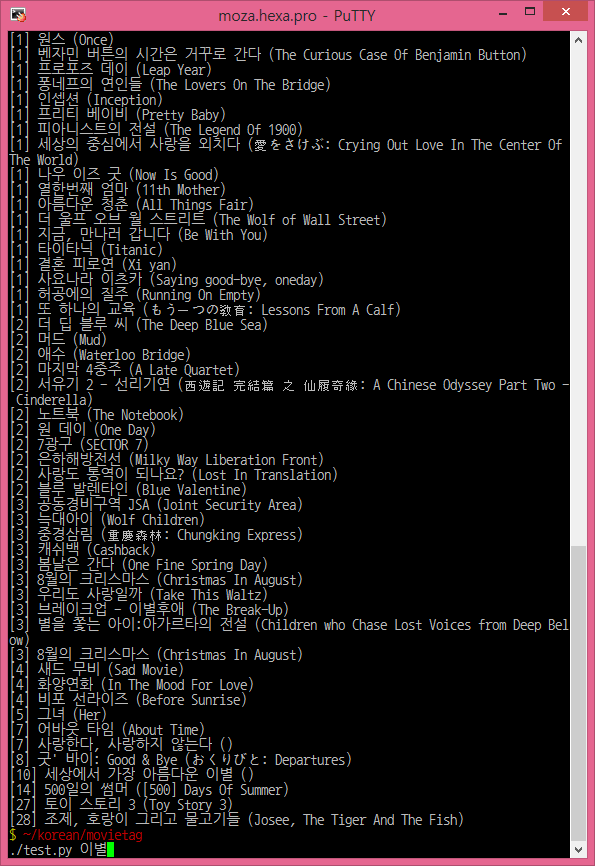 moza.hexa.pro - PuTTY
[1] 원스 (Once)
[1] 벤자민 버튼의 시간은 거꾸로 간다 (The Curious Case Of Benjamin Button)
[1] 프로포즈 데이 (Leap Year)
[1] 퐁네프의 연인들 (The Lovers On The Bridge)
[1] 인셉션 (Inception)
[1] 프리티 베이비 (Pretty Baby)
[1] 피아니스트의 전설 (The Legend Of 1900)
[1] 세상의 중심에서 사랑을 외치다 (愛をさけぶ: Crying Out Love In The Center Of
The World)
[1] 나우 이즈 굿 (Now Is Good)
[1] 열한번째 엄마 (11th Mother)
[1] 아름다운 청춘 (All Things Fair)
[1] 더 울프 오브 월 스트리트 (The Wolf of Wall Street)
[1] 지금, 만나러 갑니다 (Be With You)
[1] 타이타닉 (Titanic)
[1] 결혼 피로연 (Xi yan)
[1] 사요나라 이츠카 (Saying good-bye, oneday)
[1] 허공에의 질주 (Running On Empty)
[1] 또 하나의 교육 (もう一つの敎育: Lessons From A Calf)
[2] 더 딥 블루 씨 (The Deep Blue Sea)
[2] 머드 (Mud)
[2] 애수 (Waterloo Bridge)
[2] 마지막 4중주 (A Late Quartet)
[2] 서유기 2 - 선리기연 (西遊記 完結篇 之 仙履奇緣: A Chinese Odyssey Part Two -
Cinderella)
[2] 노트북 (The Notebook)
[2] 원 데이 (One Day)
[2] 7광구 (SECTOR 7)
[2] 은하해방전선 (Milky Way Liberation Front)
[2] 사랑도 통역이 되나요? (Lost In Translation)
[2] 블루 발렌타인 (Blue Valentine)
[3] 공동경비구역 JSA (Joint Security Area)
[3] 늑대아이 (Wolf Children)
[3] 중경삼림 (重慶森林: Chungking Express)
[3] 캐쉬백 (Cashback)
[3] 봄날은 간다 (One Fine Spring Day)
[3] 8월의 크리스마스 (Christmas In August)
[3] 우리도 사랑일까 (Take This Waltz)
[3] 브레이크업 - 이별후애 (The Break-Up)
[3] 별을 쫓는 아이:아가르타의 전설 (Children who Chase Lost Voices from Deep Bel
ow)
[3] 8월의 크리스마스 (Christmas In August)
[4] 새드 무비 (Sad Movie)
[4] 화양연화 (In The Mood For Love)
[4] 비포 선라이즈 (Before Sunrise)
[5] 그녀 (Her)
[7] 어바웃 타임 (About Time)
[7] 사랑한다, 사랑하지 않는다 ()
[8] 굿' 바이: Good & Bye (おくりびと: Departures)
[10] 세상에서 가장 아름다운 이별 ()
[14] 500일의 썸머 ([500] Days Of Summer)
[27] 토이 스토리 3 (Toy Story 3)
[28] 조제, 호랑이 그리고 물고기들 (Josee, The Tiger And The Fish)
$ ~/korean/movietag
./test.py 이별